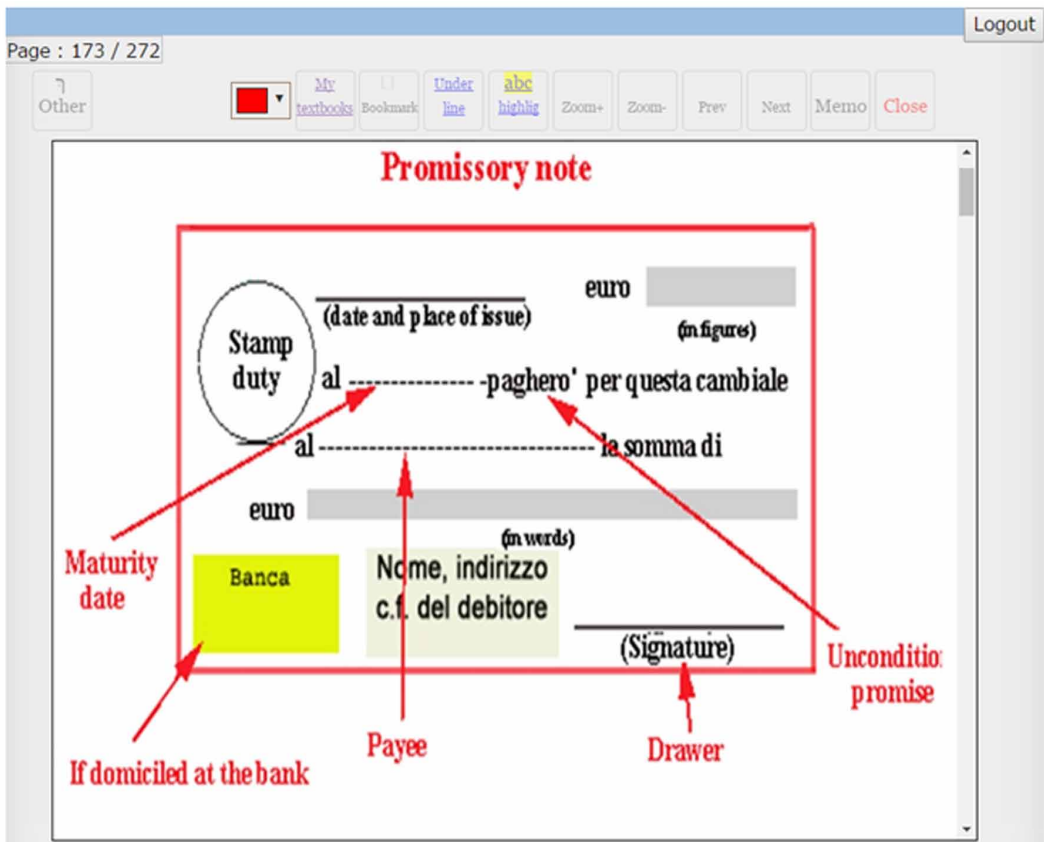 Logout
Page : 173 / 272
Other
My textbooks
Bookmark
Under line
abc highlig
Zoom+
Zoom-
Prev
Next
Memo
Close
Promissory note
euro
(date and place of issue)
(in figures)
Stamp duty
al --------------- -paghero' per questa cambiale
al ------------------------------ la somma di
euro
(in words)
Maturity date
Banca
Nome, indirizzo
c.f. del debitore
(Signature)
Unconditio
promise
Payee
Drawer
If domiciled at the bank